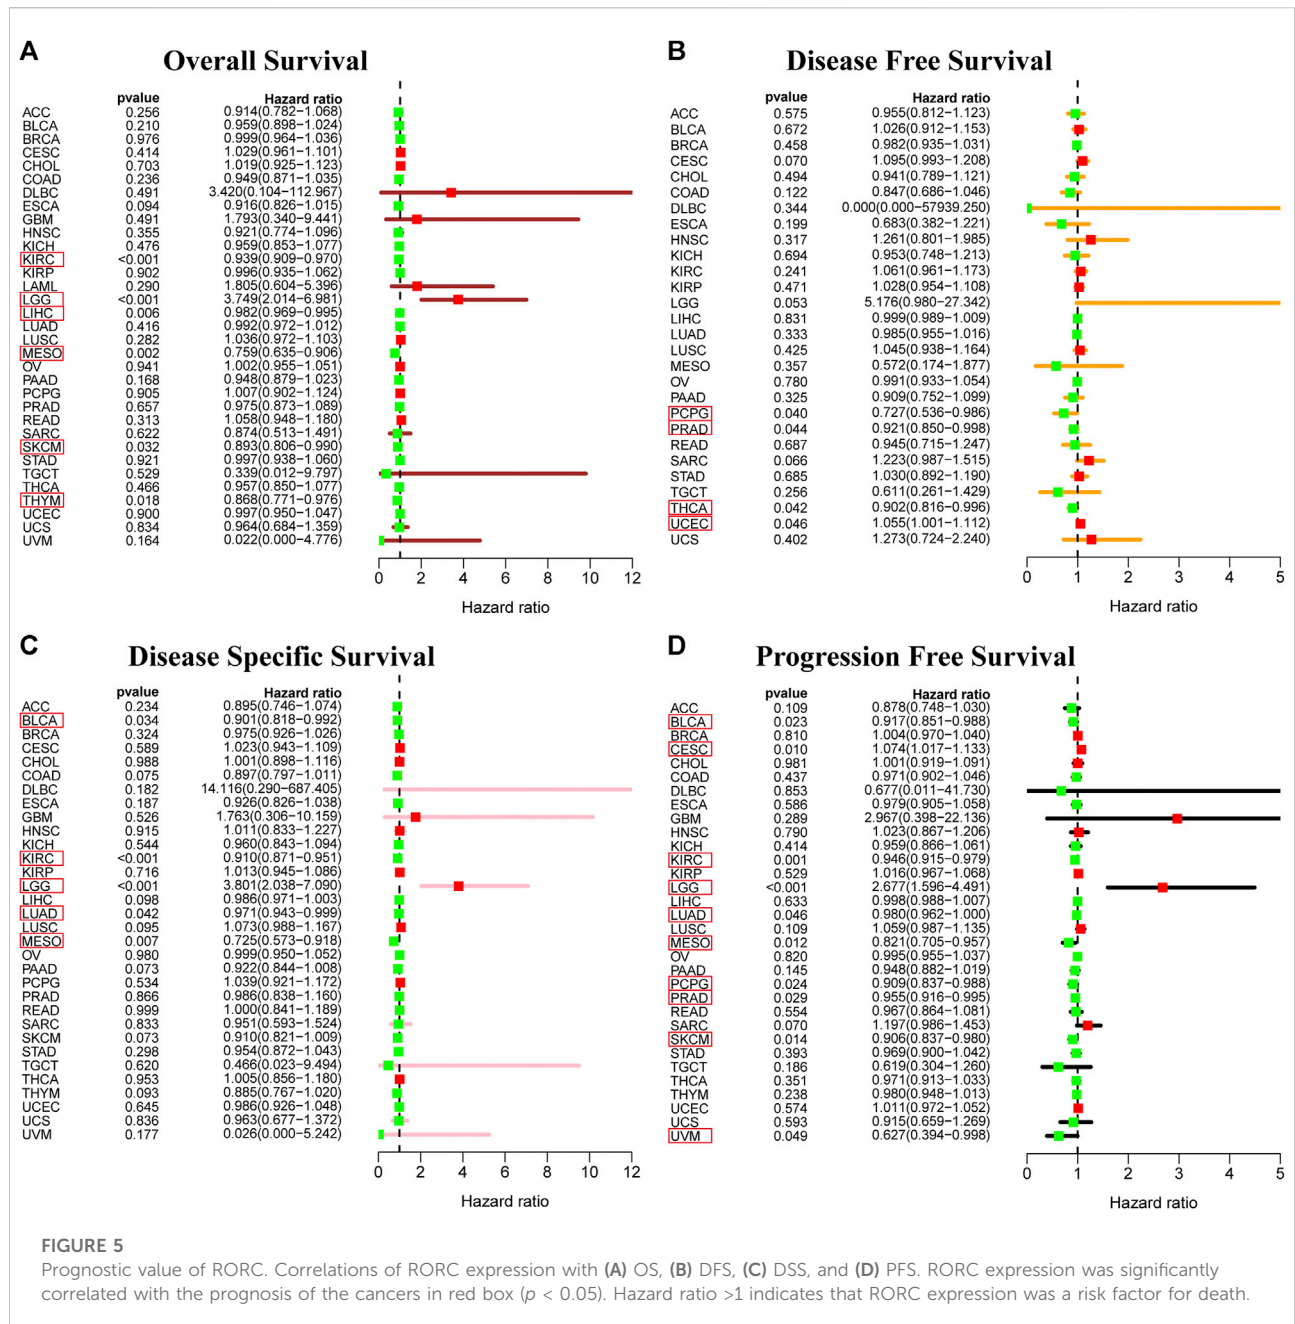 A
Overall Survival
pvalue Hazard ratio
ACC 0.256 0.914(0.782−1.068)
BLCA 0.210 0.959(0.898−1.024)
BRCA 0.976 0.999(0.964−1.036)
CESC 0.414 1.029(0.961−1.101)
CHOL 0.703 1.019(0.925−1.123)
COAD 0.236 0.949(0.871−1.035)
DLBC 0.491 3.420(0.104−112.967)
ESCA 0.094 0.916(0.826−1.015)
GBM 0.491 1.793(0.340−9.441)
HNSC 0.355 0.921(0.774−1.096)
KICH 0.476 0.959(0.853−1.077)
KIRC <0.001 0.939(0.909−0.970)
KIRP 0.902 0.996(0.935−1.062)
LAML 0.290 1.805(0.604−5.396)
LGG <0.001 3.749(2.014−6.981)
LIHC 0.006 0.982(0.969−0.995)
LUAD 0.416 0.992(0.972−1.012)
LUSC 0.282 1.036(0.972−1.103)
MESO 0.002 0.759(0.635−0.906)
OV 0.941 1.002(0.955−1.051)
PAAD 0.168 0.948(0.879−1.023)
PCPG 0.905 1.007(0.902−1.124)
PRAD 0.657 0.975(0.873−1.089)
READ 0.313 1.058(0.948−1.180)
SARC 0.622 0.874(0.513−1.491)
SKCM 0.032 0.893(0.806−0.990)
STAD 0.921 0.997(0.938−1.060)
TGCT 0.529 0.339(0.012−9.797)
THCA 0.466 0.957(0.850−1.077)
THYM 0.018 0.868(0.771−0.976)
UCEC 0.900 0.997(0.950−1.047)
UCS 0.834 0.964(0.684−1.359)
UVM 0.164 0.022(0.000−4.776)
0 2 4 6 8 10 12
Hazard ratio
B
Disease Free Survival
pvalue Hazard ratio
ACC 0.575 0.955(0.812−1.123)
BLCA 0.672 1.026(0.912−1.153)
BRCA 0.458 0.982(0.935−1.031)
CESC 0.070 1.095(0.993−1.208)
CHOL 0.494 0.941(0.789−1.121)
COAD 0.122 0.847(0.686−1.046)
DLBC 0.344 0.000(0.000−57939.250)
ESCA 0.199 0.683(0.382−1.221)
HNSC 0.317 1.261(0.801−1.985)
KICH 0.694 0.953(0.748−1.213)
KIRC 0.241 1.061(0.961−1.173)
KIRP 0.471 1.028(0.954−1.108)
LGG 0.053 5.176(0.980−27.342)
LIHC 0.831 0.999(0.989−1.009)
LUAD 0.333 0.985(0.955−1.016)
LUSC 0.425 1.045(0.938−1.164)
MESO 0.357 0.572(0.174−1.877)
OV 0.780 0.991(0.933−1.054)
PAAD 0.325 0.909(0.752−1.099)
PCPG 0.040 0.727(0.536−0.986)
PRAD 0.044 0.921(0.850−0.998)
READ 0.687 0.945(0.715−1.247)
SARC 0.066 1.223(0.987−1.515)
STAD 0.685 1.030(0.892−1.190)
TGCT 0.256 0.611(0.261−1.429)
THCA 0.042 0.902(0.816−0.996)
UCEC 0.046 1.055(1.001−1.112)
UCS 0.402 1.273(0.724−2.240)
0 1 2 3 4 5
Hazard ratio
C
Disease Specific Survival
pvalue Hazard ratio
ACC 0.234 0.895(0.746−1.074)
BLCA 0.034 0.901(0.818−0.992)
BRCA 0.324 0.975(0.926−1.026)
CESC 0.589 1.023(0.943−1.109)
CHOL 0.988 1.001(0.898−1.116)
COAD 0.075 0.897(0.797−1.011)
DLBC 0.182 14.116(0.290−687.405)
ESCA 0.187 0.926(0.826−1.038)
GBM 0.526 1.763(0.306−10.159)
HNSC 0.915 1.011(0.833−1.227)
KICH 0.544 0.960(0.843−1.094)
KIRC <0.001 0.910(0.871−0.951)
KIRP 0.716 1.013(0.945−1.086)
LGG <0.001 3.801(2.038−7.090)
LIHC 0.098 0.986(0.971−1.003)
LUAD 0.042 0.971(0.943−0.999)
LUSC 0.095 1.073(0.988−1.167)
MESO 0.007 0.725(0.573−0.918)
OV 0.980 0.999(0.950−1.052)
PAAD 0.073 0.922(0.844−1.008)
PCPG 0.534 1.039(0.921−1.172)
PRAD 0.866 0.986(0.838−1.160)
READ 0.999 1.000(0.841−1.189)
SARC 0.833 0.951(0.593−1.524)
SKCM 0.073 0.910(0.821−1.009)
STAD 0.298 0.954(0.872−1.043)
TGCT 0.620 0.466(0.023−9.494)
THCA 0.953 1.005(0.856−1.180)
THYM 0.093 0.885(0.767−1.020)
UCEC 0.645 0.986(0.926−1.048)
UCS 0.836 0.963(0.677−1.372)
UVM 0.177 0.026(0.000−5.242)
0 2 4 6 8 10 12
Hazard ratio
D
Progression Free Survival
pvalue Hazard ratio
ACC 0.109 0.878(0.748−1.030)
BLCA 0.023 0.917(0.851−0.988)
BRCA 0.810 1.004(0.970−1.040)
CESC 0.010 1.074(1.017−1.133)
CHOL 0.981 1.001(0.919−1.091)
COAD 0.437 0.971(0.902−1.046)
DLBC 0.853 0.677(0.011−41.730)
ESCA 0.586 0.979(0.905−1.058)
GBM 0.289 2.967(0.398−22.136)
HNSC 0.790 1.023(0.867−1.206)
KICH 0.414 0.959(0.866−1.061)
KIRC 0.001 0.946(0.915−0.979)
KIRP 0.529 1.016(0.967−1.068)
LGG <0.001 2.677(1.596−4.491)
LIHC 0.633 0.998(0.988−1.007)
LUAD 0.046 0.980(0.962−1.000)
LUSC 0.109 1.059(0.987−1.135)
MESO 0.012 0.821(0.705−0.957)
OV 0.820 0.995(0.955−1.037)
PAAD 0.145 0.948(0.882−1.019)
PCPG 0.024 0.909(0.837−0.988)
PRAD 0.029 0.955(0.916−0.995)
READ 0.554 0.967(0.864−1.081)
SARC 0.070 1.197(0.986−1.453)
SKCM 0.014 0.906(0.837−0.980)
STAD 0.393 0.969(0.900−1.042)
TGCT 0.186 0.619(0.304−1.260)
THCA 0.351 0.971(0.913−1.033)
THYM 0.238 0.980(0.948−1.013)
UCEC 0.574 1.011(0.972−1.052)
UCS 0.593 0.915(0.659−1.269)
UVM 0.049 0.627(0.394−0.998)
0 1 2 3 4 5
Hazard ratio
FIGURE 5
Prognostic value of RORC. Correlations of RORC expression with (A) OS, (B) DFS, (C) DSS, and (D) PFS. RORC expression was significantly
correlated with the prognosis of the cancers in red box (p < 0.05). Hazard ratio >1 indicates that RORC expression was a risk factor for death.